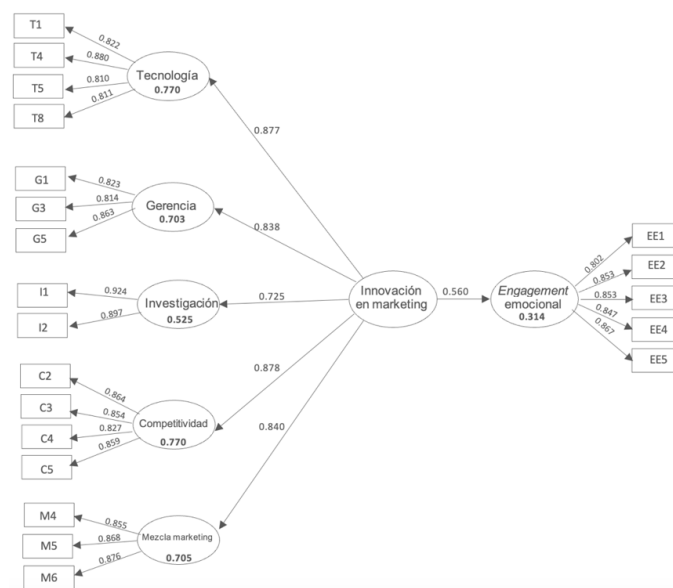 T1
T4
T5
T8
0.822
0.880
0.810
0.811
Tecnología
0.770
0.877
G1
G3
G5
0.823
0.814
0.863
Gerencia
0.703
0.838
I1
I2
0.924
0.897
Investigación
0.525
0.725
C2
C3
C4
C5
0.864
0.854
0.827
0.859
Competitividad
0.770
0.878
M4
M5
M6
0.855
0.868
0.876
Mezcla marketing
0.705
0.840
Innovación
en marketing
0.560
Engagement
emocional
0.314
0.802
0.853
0.853
0.847
0.867
EE1
EE2
EE3
EE4
EE5